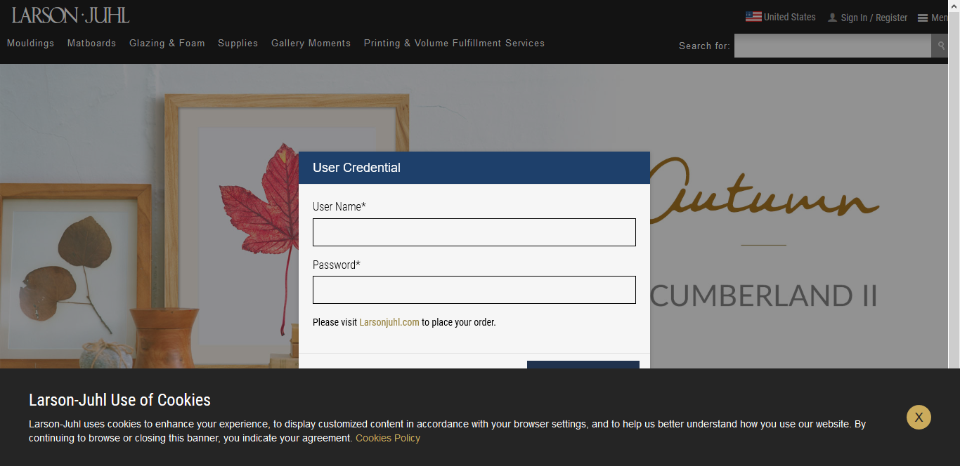 LARSON·JUHL
United States
Sign In / Register
Men
Mouldings Matboards Glazing & Foam Supplies Gallery Moments Printing & Volume Fulfillment Services
Search for:
User Credential
User Name*
Password*
Please visit Larsonjuhl.com to place your order.
Autumn
CUMBERLAND II
Larson-Juhl Use of Cookies
Larson-Juhl uses cookies to enhance your experience, to display customized content in accordance with your browser settings, and to help us better understand how you use our website. By
continuing to browse or closing this banner, you indicate your agreement. Cookies Policy
X